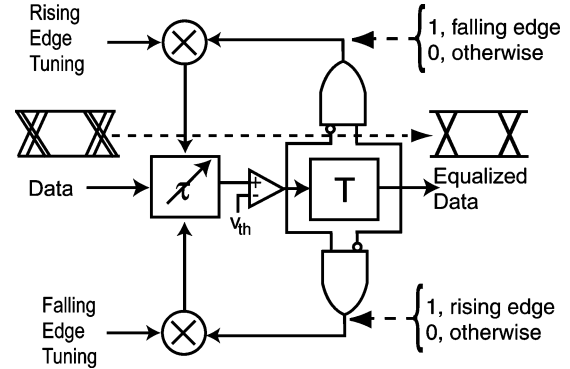 Rising
Edge
Tuning
1, falling edge
0, otherwise
Data
τ
+
-
Vth
T
Equalized
Data
Falling
Edge
Tuning
1, rising edge
0, otherwise